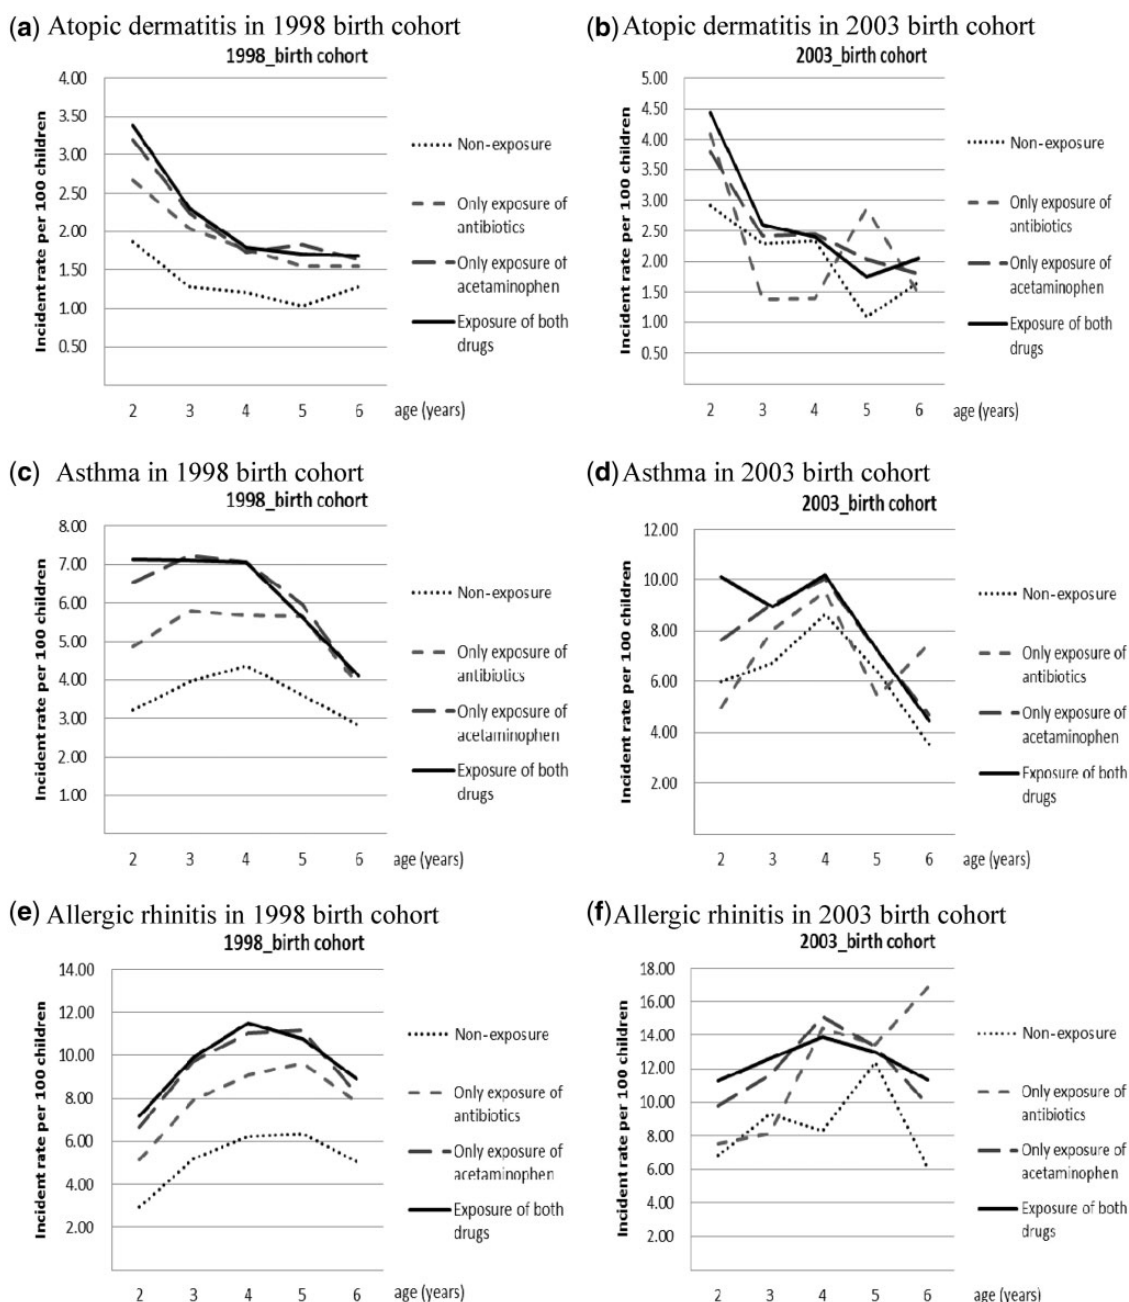 (a) Atopic dermatitis in 1998 birth cohort
1998_birth cohort
Incident rate per 100 children
4.00
3.50
3.00
2.50
2.00
1.50
1.00
0.50
2 3 4 5 6 age (years)
Non-exposure
Only exposure of
antibiotics
Only exposure of
acetaminophen
Exposure of both
drugs
(b) Atopic dermatitis in 2003 birth cohort
2003_birth cohort
Incident rate per 100 children
5.00
4.50
4.00
3.50
3.00
2.50
2.00
1.50
1.00
0.50
2 3 4 5 6 age (years)
Non-exposure
Only exposure of
antibiotics
Only exposure of
acetaminophen
Exposure of both
drugs
(c) Asthma in 1998 birth cohort
1998_birth cohort
Incident rate per 100 children
8.00
7.00
6.00
5.00
4.00
3.00
2.00
1.00
2 3 4 5 6 age (years)
Non-exposure
Only exposure of
antibiotics
Only exposure of
acetaminophen
Exposure of both
drugs
(d) Asthma in 2003 birth cohort
2003_birth cohort
Incident rate per 100 children
12.00
10.00
8.00
6.00
4.00
2.00
2 3 4 5 6 age (years)
Non-exposure
Only exposure of
antibiotics
Only exposure of
acetaminophen
Exposure of both
drugs
(e) Allergic rhinitis in 1998 birth cohort
1998_birth cohort
Incident rate per 100 children
14.00
12.00
10.00
8.00
6.00
4.00
2.00
2 3 4 5 6 age (years)
Non-exposure
Only exposure of
antibiotics
Only exposure of
acetaminophen
Exposure of both
drugs
(f) Allergic rhinitis in 2003 birth cohort
2003_birth cohort
Incident rate per 100 children
18.00
16.00
14.00
12.00
10.00
8.00
6.00
4.00
2.00
2 3 4 5 6 age (years)
Non-exposure
Only exposure of
antibiotics
Only exposure of
acetaminophen
Exposure of both
drugs